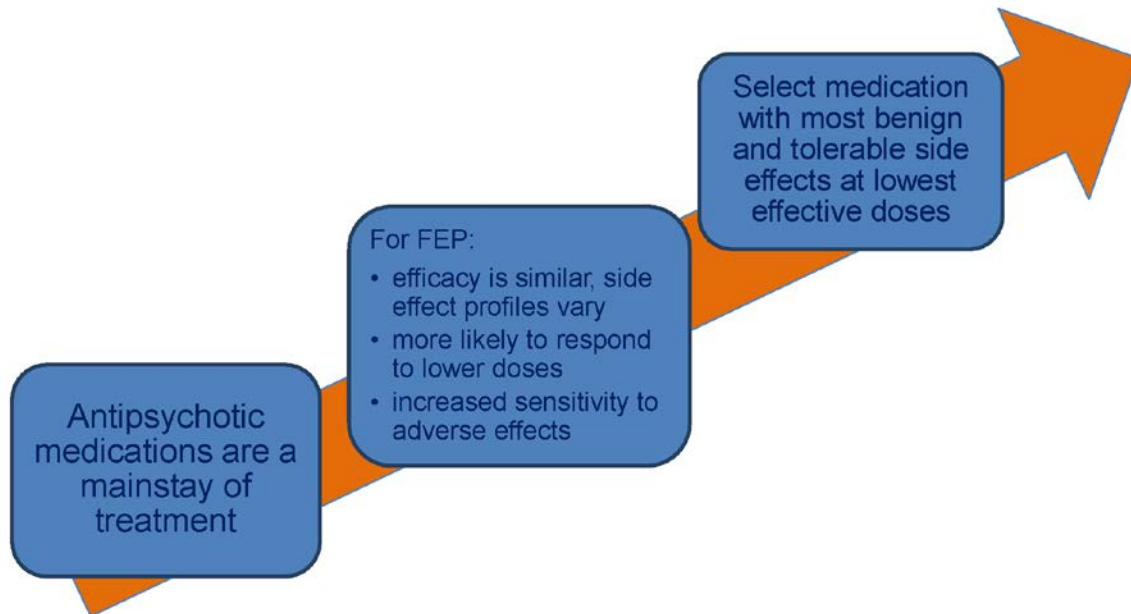 Antipsychotic
medications are a
mainstay of
treatment
For FEP:
• efficacy is similar, side
effect profiles vary
• more likely to respond
to lower doses
• increased sensitivity to
adverse effects
Select medication
with most benign
and tolerable side
effects at lowest
effective doses